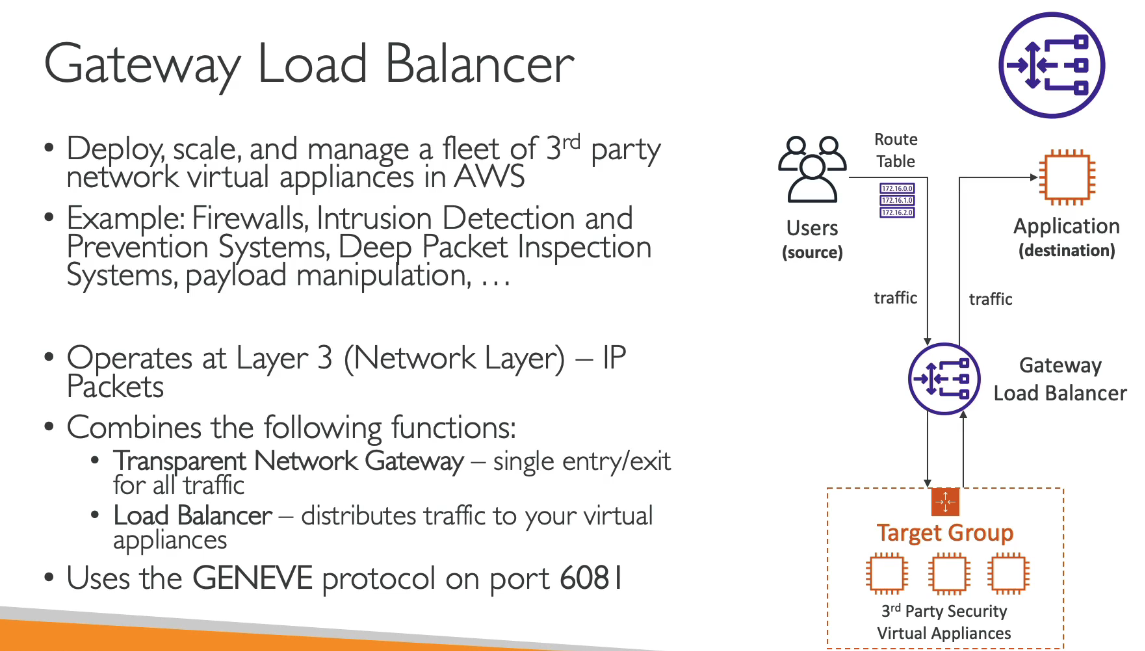 Gateway Load Balancer
• Deploy, scale, and manage a fleet of 3rd party
network virtual appliances in AWS
• Example: Firewalls, Intrusion Detection and
Prevention Systems, Deep Packet Inspection
Systems, payload manipulation, …
• Operates at Layer 3 (Network Layer) – IP
Packets
• Combines the following functions:
• Transparent Network Gateway – single entry/exit
for all traffic
• Load Balancer – distributes traffic to your virtual
appliances
• Uses the GENEVE protocol on port 6081
Users
(source)
Route
Table
172.16.0.0
172.16.1.0
172.16.2.0
Application
(destination)
traffic
traffic
Gateway
Load Balancer
Target Group
3rd Party Security
Virtual Appliances